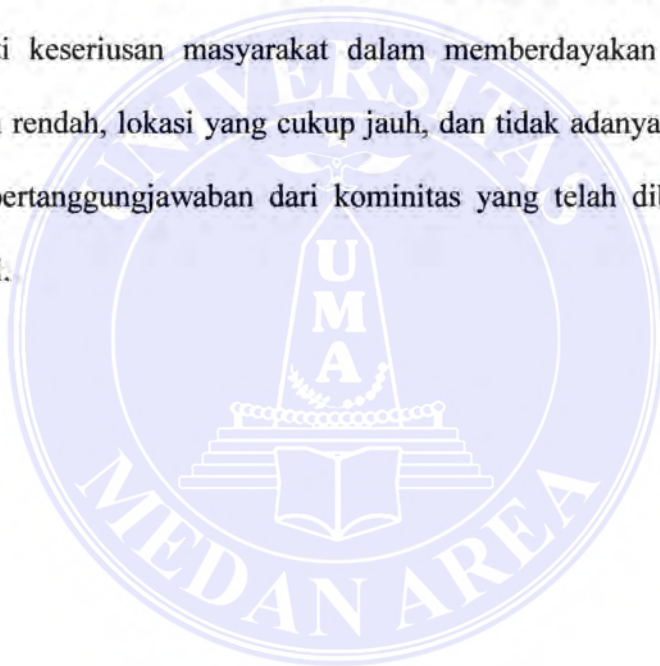 keseriusan masyarakat dalam memberdayakan
rendah, lokasi yang cukup jauh, dan tidak adanya
pertanggungjawaban dari kominitas yang telah
UNIVERSITAS
U
M
A
MEDAN AREA